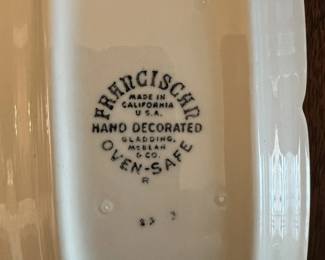 FRANCISCAN
MADE IN
CALIFORNIA
U.S.A.
HAND DECORATED
GLADDING,
McBEAN
& CO.
OVEN-SAFE
R